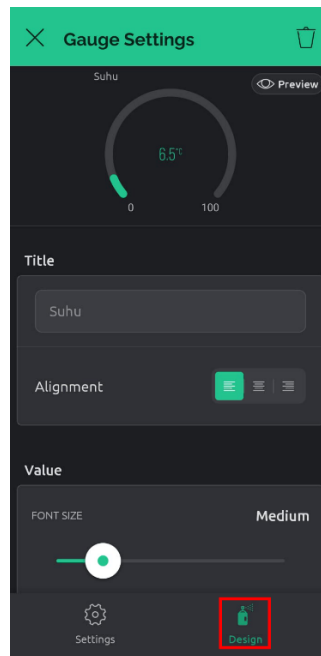 Gauge Settings
Suhu
Preview
6.5°C
0 100
Title
Suhu
Alignment
Value
FONT SIZE Medium
Settings Design